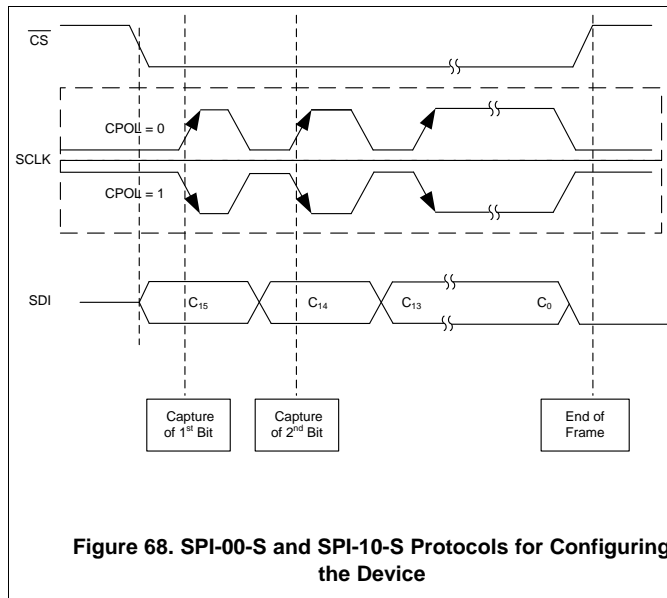 CS
CPOL = 0
SCLK
CPOL = 1
SDI
C15
C14
C13
C0
Capture
of 1st Bit
Capture
of 2nd Bit
End of
Frame
Figure 68. SPI-00-S and SPI-10-S Protocols for Configuring
the Device